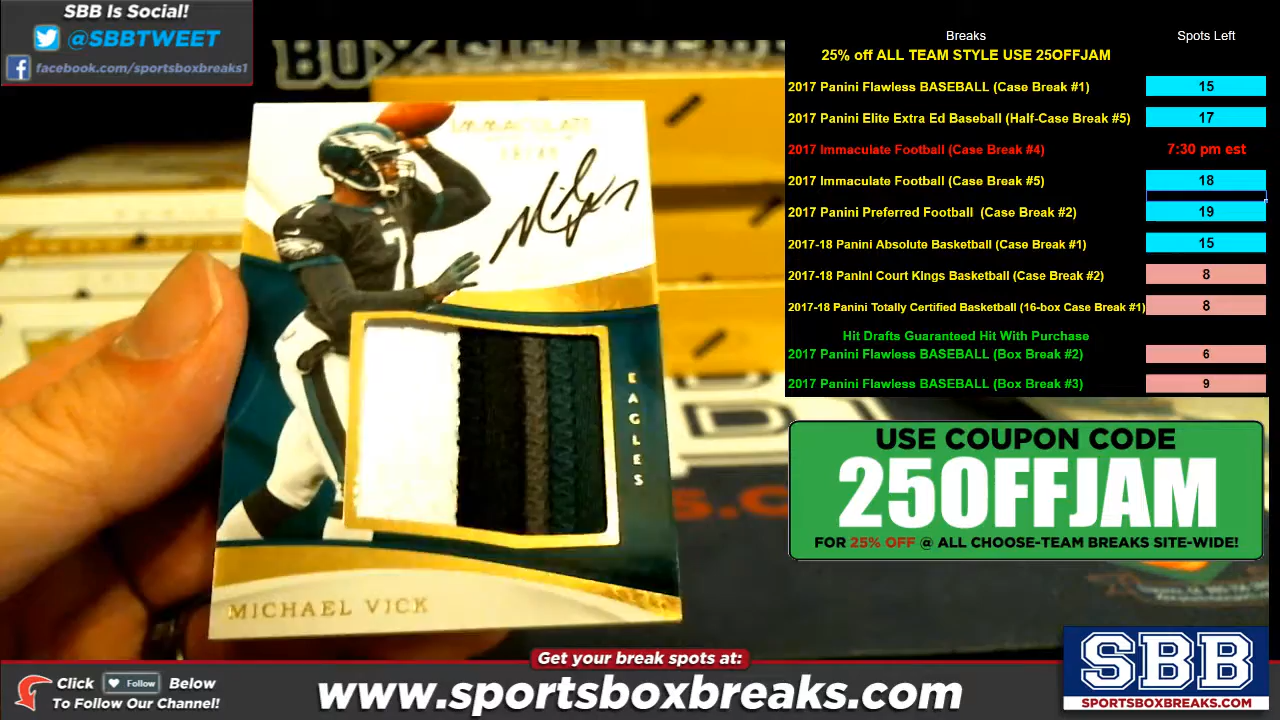 SBB Is Social!
@SBBTWEET
facebook.com/sportsboxbreaks1
Breaks Spots Left
25% off ALL TEAM STYLE USE 25OFFJAM
2017 Panini Flawless BASEBALL (Case Break #1) 15
2017 Panini Elite Extra Ed Baseball (Half-Case Break #5) 17
2017 Immaculate Football (Case Break #4) 7:30 pm est
2017 Immaculate Football (Case Break #5) 18
2017 Panini Preferred Football (Case Break #2) 19
2017-18 Panini Absolute Basketball (Case Break #1) 15
2017-18 Panini Court Kings Basketball (Case Break #2) 8
2017-18 Panini Totally Certified Basketball (16-box Case Break #1) 8
Hit Drafts Guaranteed Hit With Purchase
2017 Panini Flawless BASEBALL (Box Break #2) 6
2017 Panini Flawless BASEBALL (Box Break #3) 9
USE COUPON CODE
25OFFJAM
FOR 25% OFF @ ALL CHOOSE-TEAM BREAKS SITE-WIDE!
IMMACULATE
7
7
EAGLES
MICHAEL VICK
Get your break spots at:
www.sportsboxbreaks.com
Click Follow Below
To Follow Our Channel!
SBB
SPORTSBOXBREAKS.COM